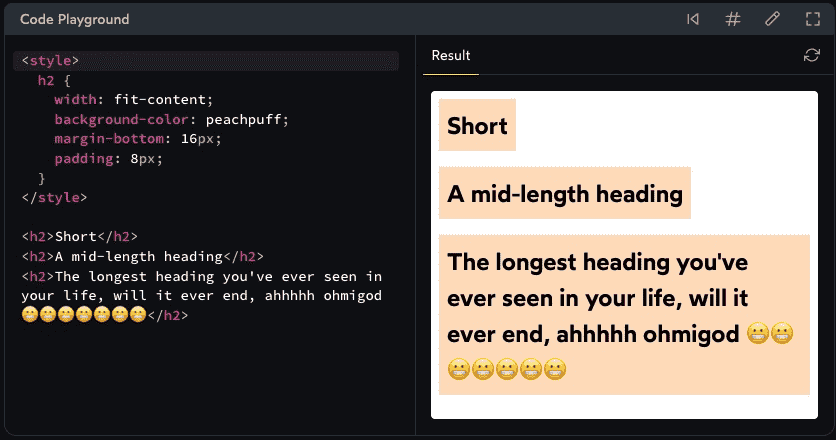 Code Playground
<style>
h2 {
width: fit-content;
background-color: peachpuff;
margin-bottom: 16px;
padding: 8px;
}
</style>
<h2>Short</h2>
<h2>A mid-length heading</h2>
<h2>The longest heading you've ever seen in
your life, will it ever end, ahhhhh ohmigod
😬😬😬😬😬😬😬</h2>
Result
Short
A mid-length heading
The longest heading you've
ever seen in your life, will it
ever end, ahhhhh ohmigod 😬😬
😬😬😬😬😬